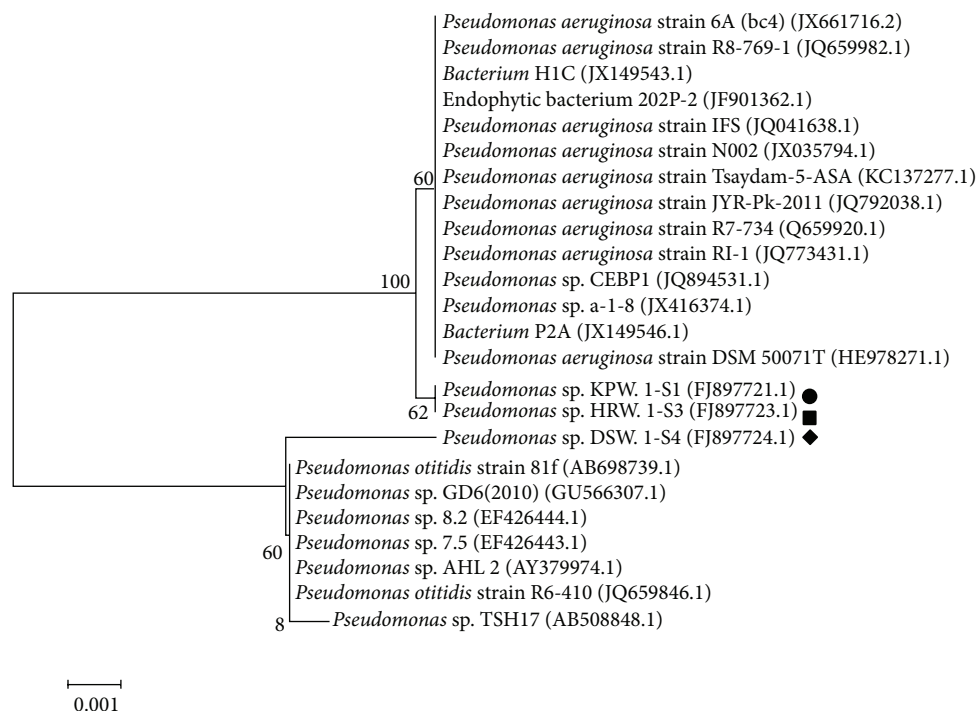 Pseudomonas aeruginosa strain 6A (bc4) (JX661716.2)
Pseudomonas aeruginosa strain R8-769-1 (JQ659982.1)
Bacterium H1C (JX149543.1)
Endophytic bacterium 202P-2 (JF901362.1)
Pseudomonas aeruginosa strain IFS (JQ041638.1)
Pseudomonas aeruginosa strain N002 (JX035794.1)
60
Pseudomonas aeruginosa strain Tsaydam-5-ASA (KC137277.1)
Pseudomonas aeruginosa strain JYR-Pk-2011 (JQ792038.1)
Pseudomonas aeruginosa strain R7-734 (Q659920.1)
Pseudomonas aeruginosa strain RI-1 (JQ773431.1)
100
Pseudomonas sp. CEBP1 (JQ894531.1)
Pseudomonas sp. a-1-8 (JX416374.1)
Bacterium P2A (JX149546.1)
Pseudomonas aeruginosa strain DSM 50071T (HE978271.1)
Pseudomonas sp. KPW. 1-S1 (FJ897721.1)
62
Pseudomonas sp. HRW. 1-S3 (FJ897723.1)
Pseudomonas sp. DSW. 1-S4 (FJ897724.1)
Pseudomonas otitidis strain 81f (AB698739.1)
Pseudomonas sp. GD6(2010) (GU566307.1)
Pseudomonas sp. 8.2 (EF426444.1)
Pseudomonas sp. 7.5 (EF426443.1)
60
Pseudomonas sp. AHL 2 (AY379974.1)
Pseudomonas otitidis strain R6-410 (JQ659846.1)
8
Pseudomonas sp. TSH17 (AB508848.1)
0.001